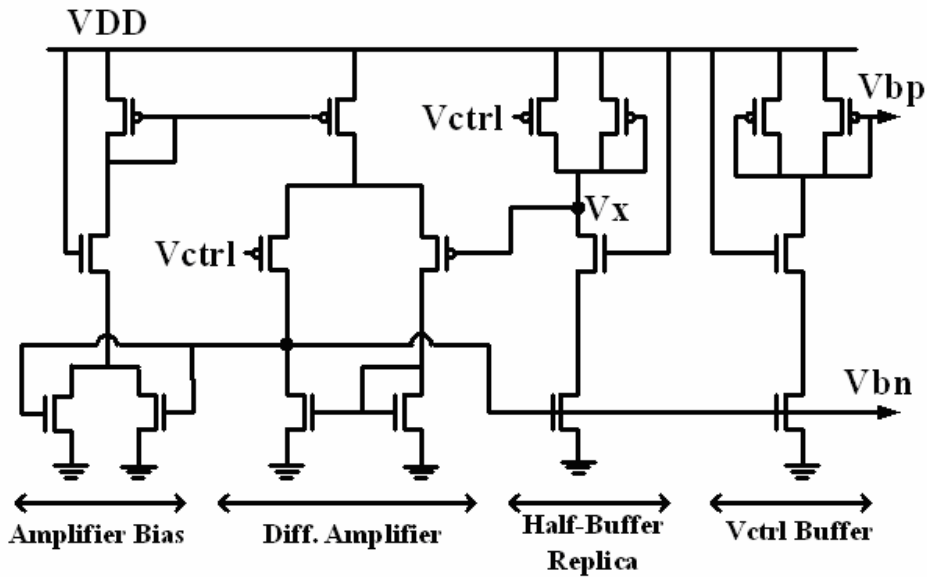 VDD
Vctrl
Vbp
Vx
Vctrl
Vbn
Amplifier Bias
Diff. Amplifier
Half-Buffer
Replica
Vctrl Buffer